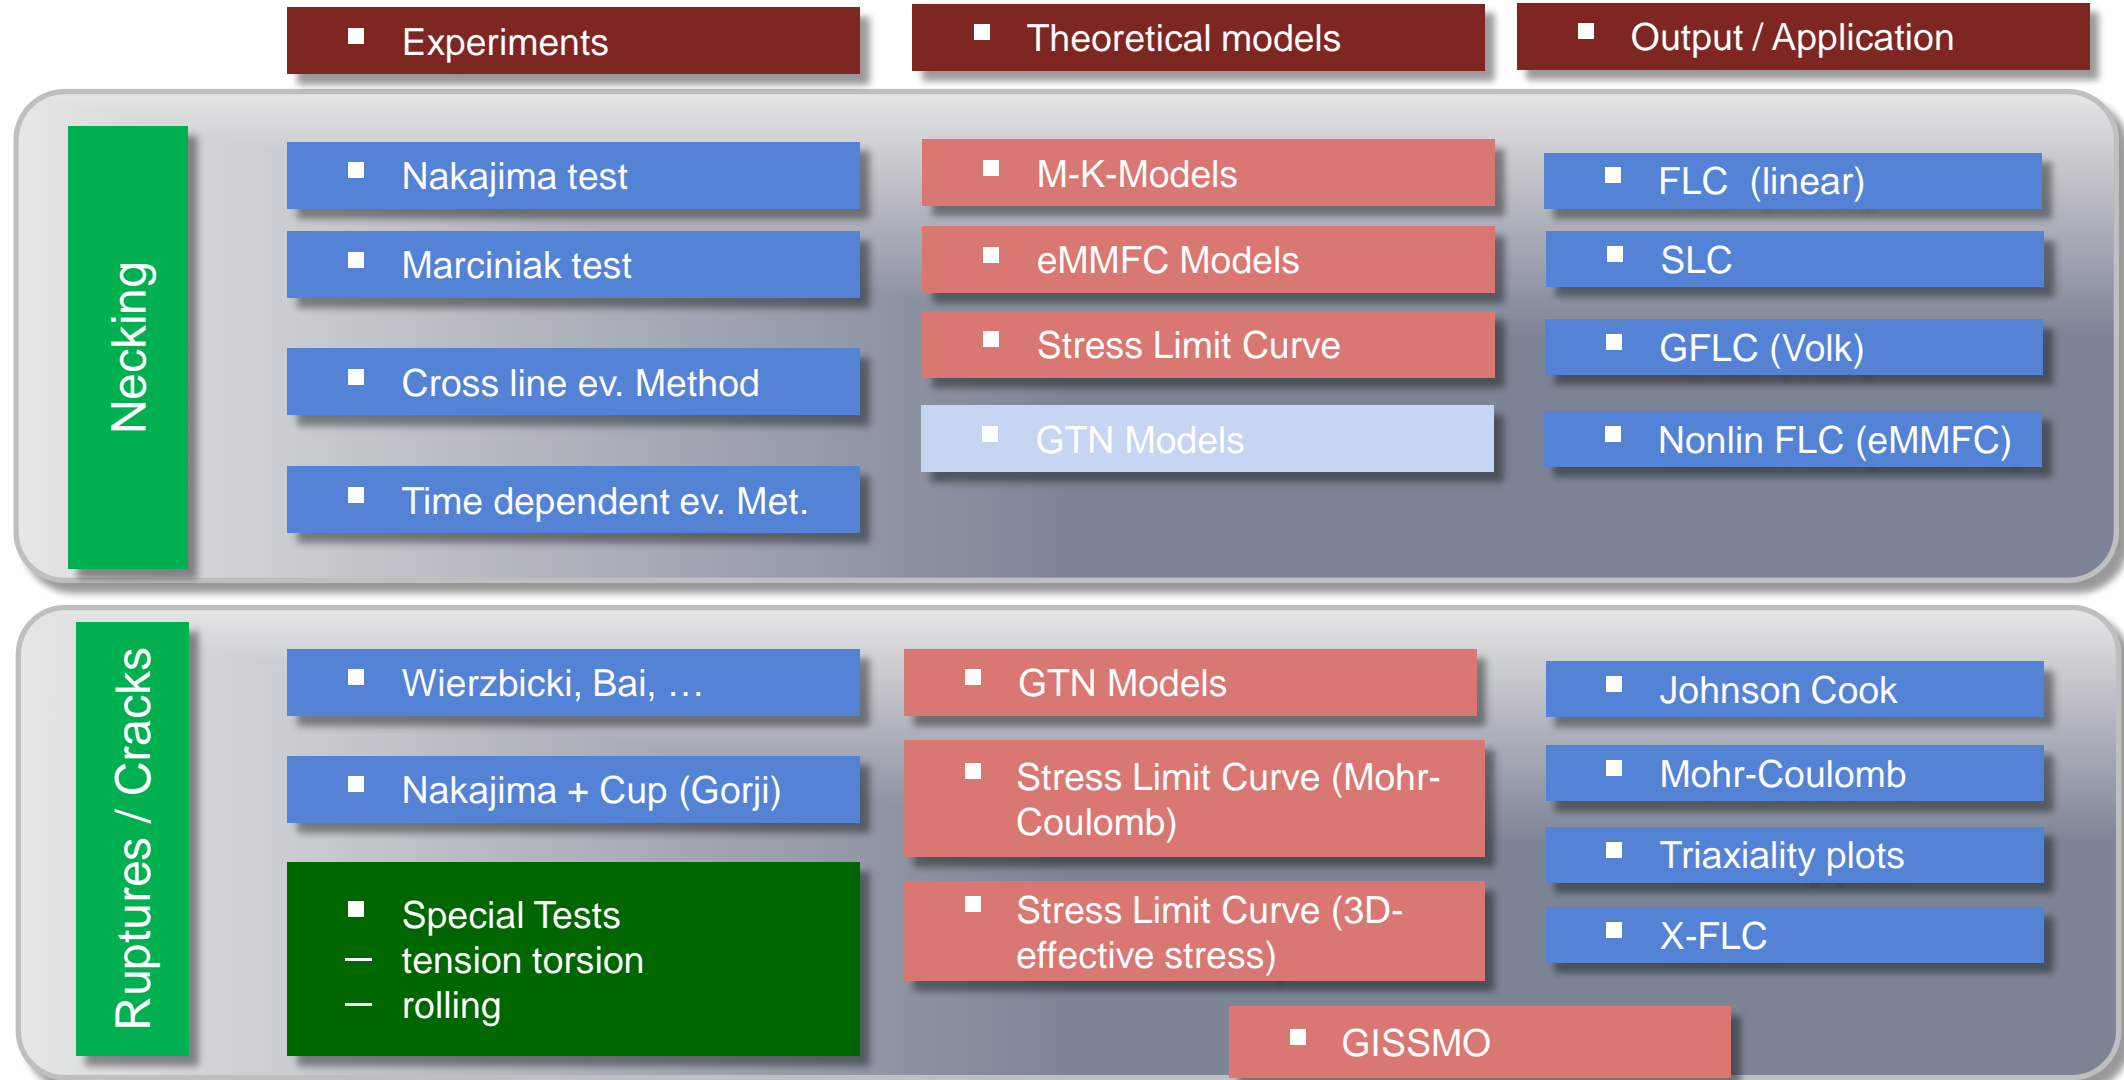 Experiments
Theoretical models
Output / Application
Necking
Nakajima test
Marciniak test
Cross line ev. Method
Time dependent ev. Met.
M-K-Models
eMMFC Models
Stress Limit Curve
GTN Models
FLC (linear)
SLC
GFLC (Volk)
Nonlin FLC (eMMFC)
Ruptures / Cracks
Wierzbicki, Bai, …
Nakajima + Cup (Gorji)
Special Tests
— tension torsion
— rolling
GTN Models
Stress Limit Curve (Mohr-
Coulomb)
Stress Limit Curve (3D-
effective stress)
GISSMO
Johnson Cook
Mohr-Coulomb
Triaxiality plots
X-FLC